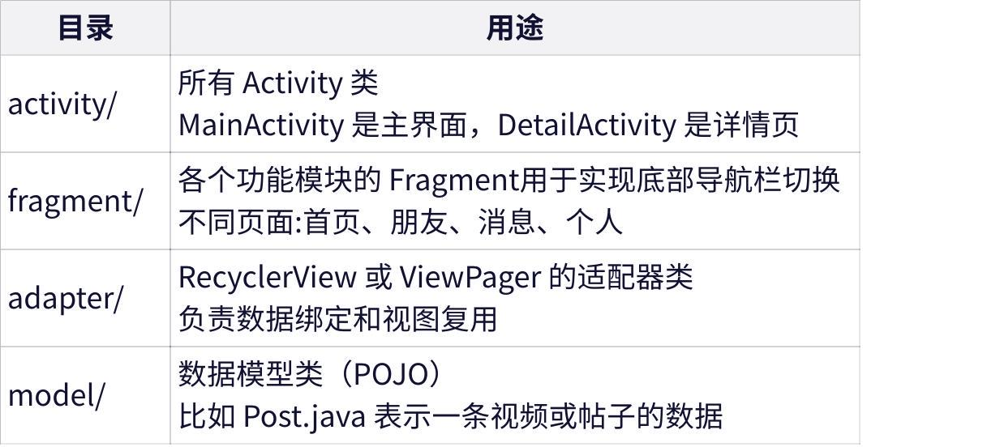 目录 用途
activity/
所有 Activity 类
MainActivity 是主界面，DetailActivity 是详情页
fragment/
各个功能模块的 Fragment用于实现底部导航栏切换
不同页面:首页、朋友、消息、个人
adapter/
RecyclerView 或 ViewPager 的适配器类
负责数据绑定和视图复用
model/
数据模型类（POJO）
比如 Post.java 表示一条视频或帖子的数据